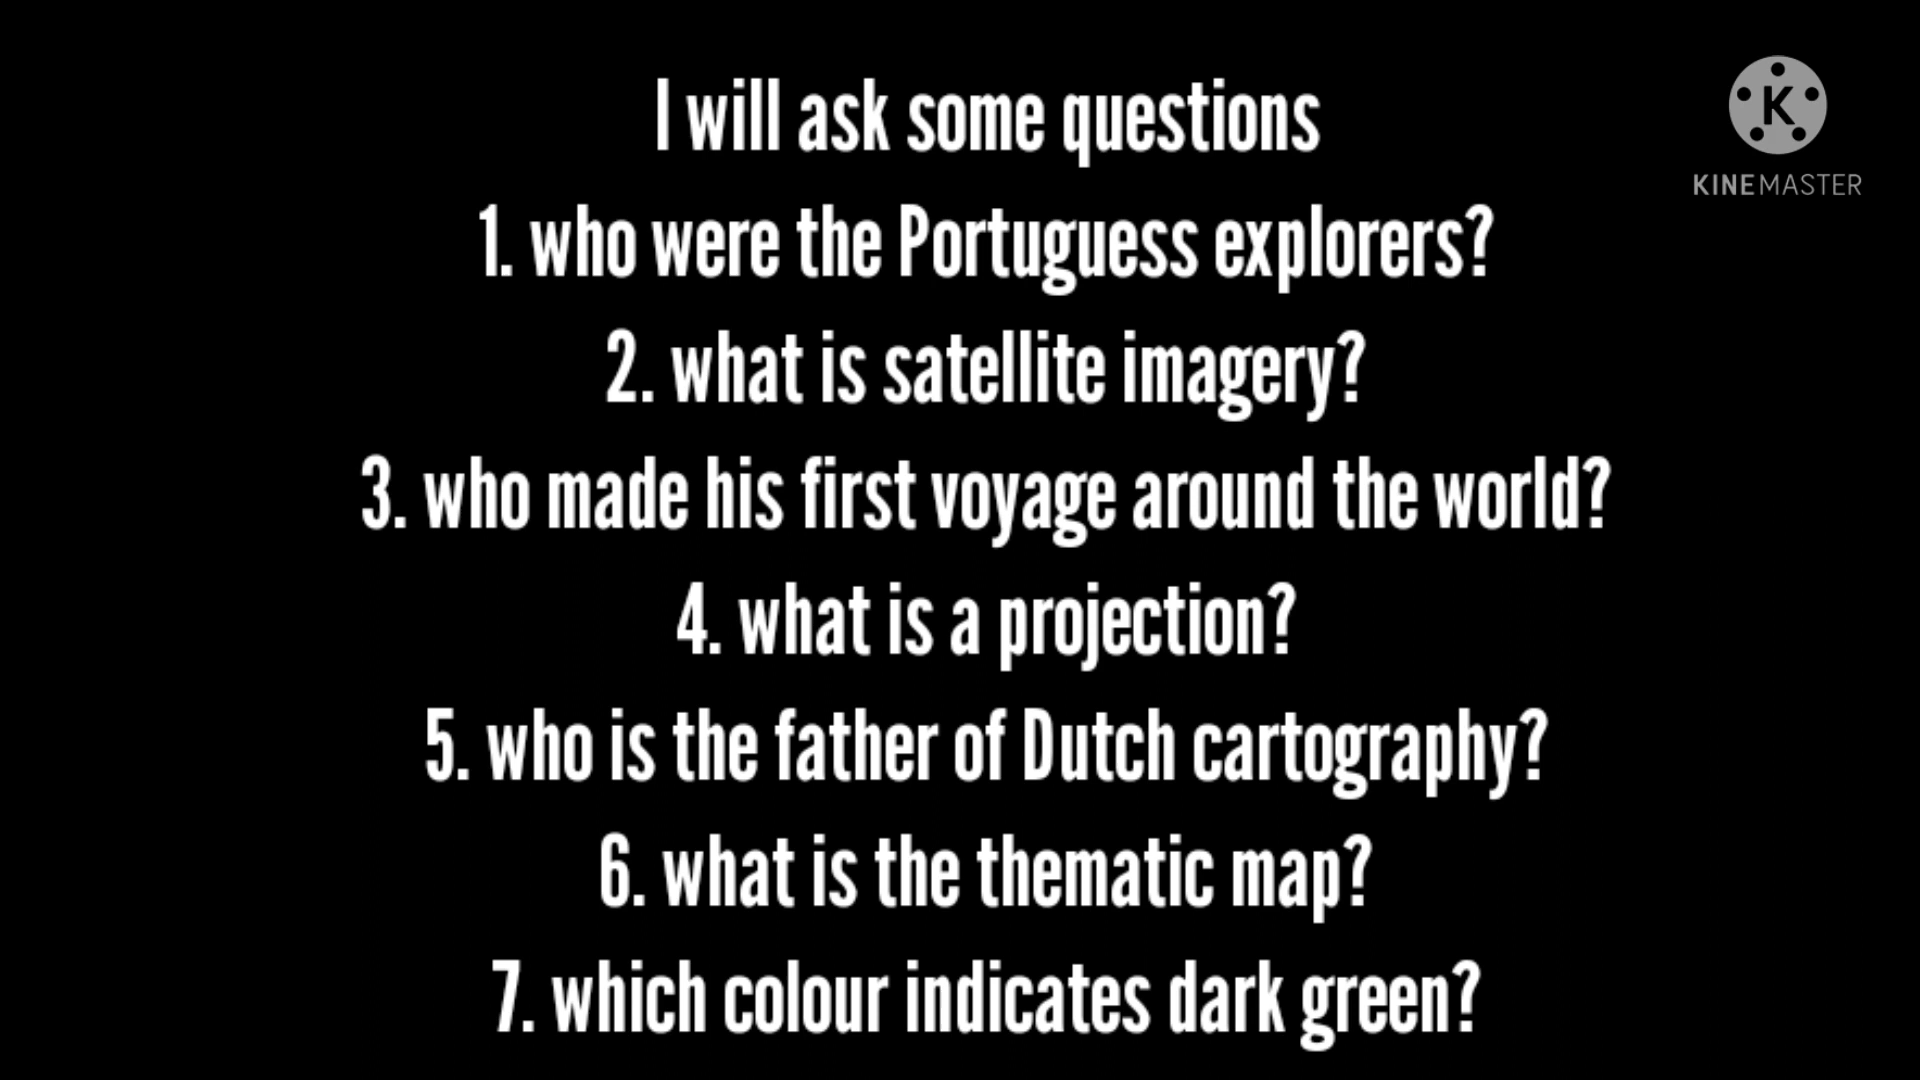 I will ask some questions
1. who were the Portuguess explorers?
2. what is satellite imagery?
3. who made his first voyage around the world?
4. what is a projection?
5. who is the father of Dutch cartography?
6. what is the thematic map?
7. which colour indicates dark green?
K
KINEMASTER